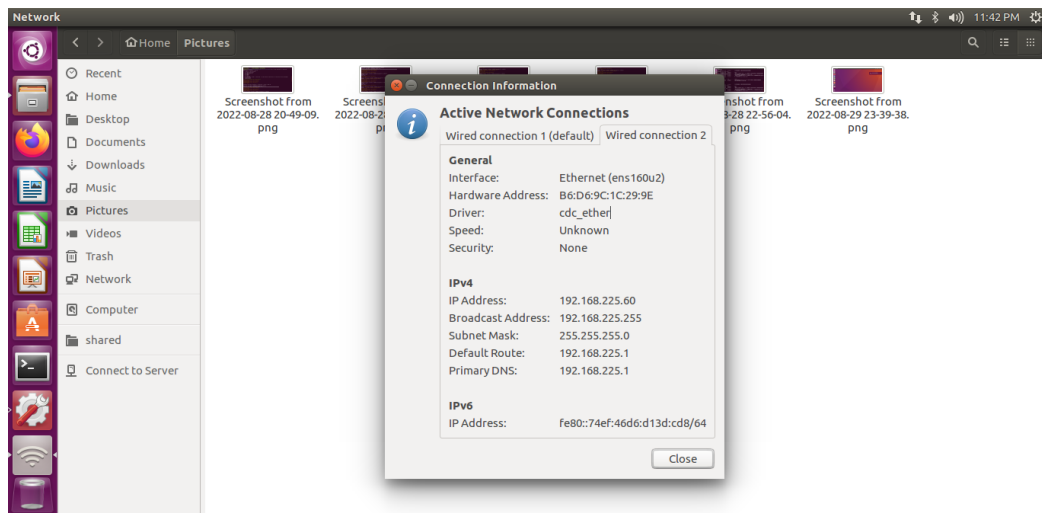 Network
11:42 PM
Home Pictures
Recent
Home
Desktop
Documents
Downloads
Music
Pictures
Videos
Trash
Network
Computer
shared
Connect to Server
Screenshot from
2022-08-28 20-49-09.
png
Screens
2022-08-2
p
nshot from
8-28 22-56-04.
png
Screenshot from
2022-08-29 23-39-38.
png
Connection Information
Active Network Connections
Wired connection 1 (default) Wired connection 2
General
Interface: Ethernet (ens160u2)
Hardware Address: B6:D6:9C:1C:29:9E
Driver: cdc_ether
Speed: Unknown
Security: None
IPv4
IP Address: 192.168.225.60
Broadcast Address: 192.168.225.255
Subnet Mask: 255.255.255.0
Default Route: 192.168.225.1
Primary DNS: 192.168.225.1
IPv6
IP Address: fe80::74ef:46d6:d13d:cd8/64
Close